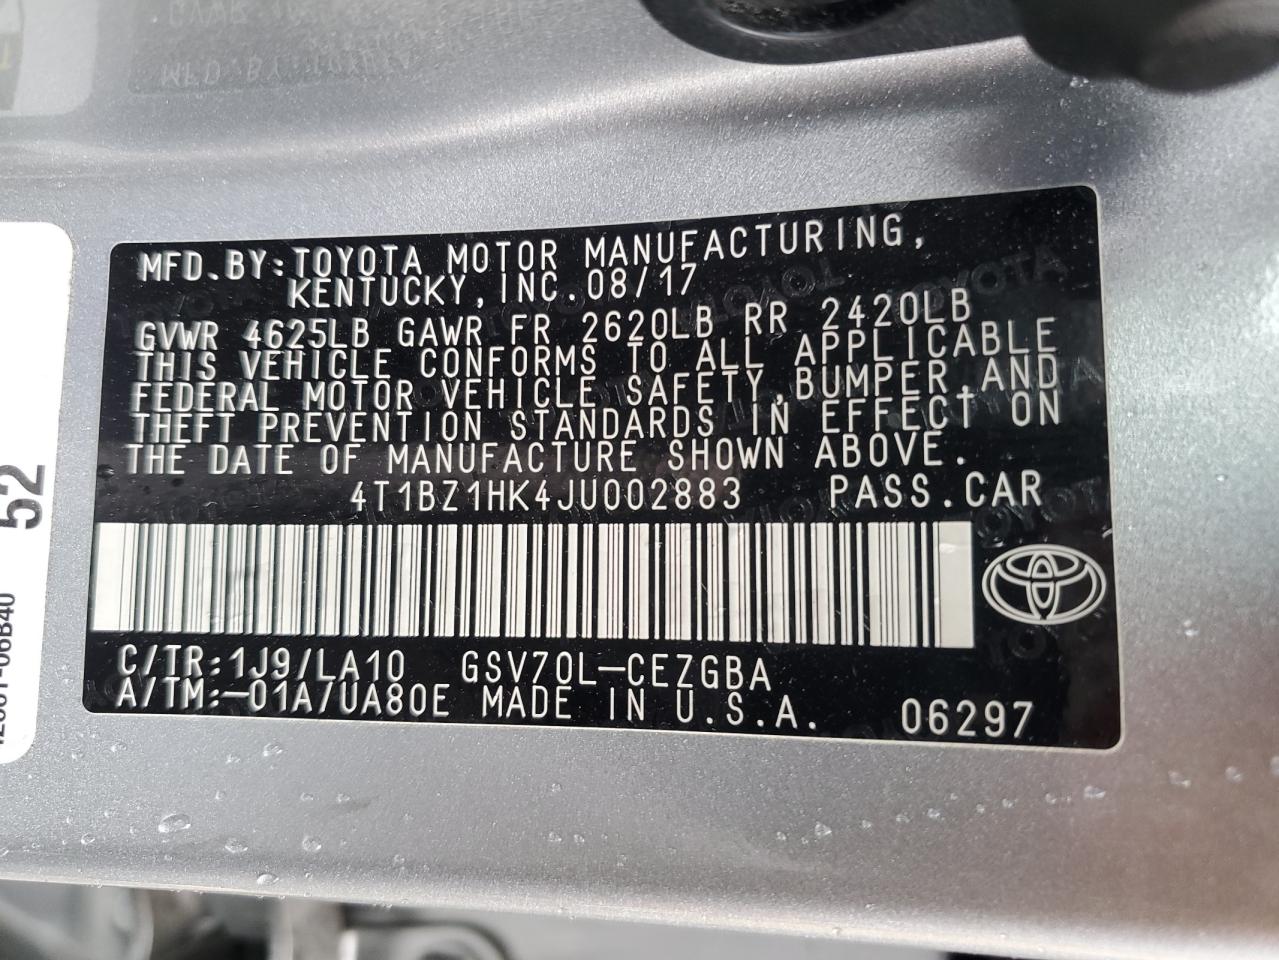 MFD.BY:TOYOTA MOTOR MANUFACTURING,
KENTUCKY,INC.08/17
GVWR 4625LB GAWR FR 2620LB RR 2420LB
THIS VEHICLE CONFORMS TO ALL APPLICABLE
FEDERAL MOTOR VEHICLE SAFETY,BUMPER,AND
THEFT PREVENTION STANDARDS IN EFFECT ON
THE DATE OF MANUFACTURE SHOWN ABOVE.
4T1BZ1HK4JU002883 PASS.CAR
C/TR:1J9/LA10 GSV70L-CEZGBA
A/TM:-01A/UA80E MADE IN U.S.A. 06297
52